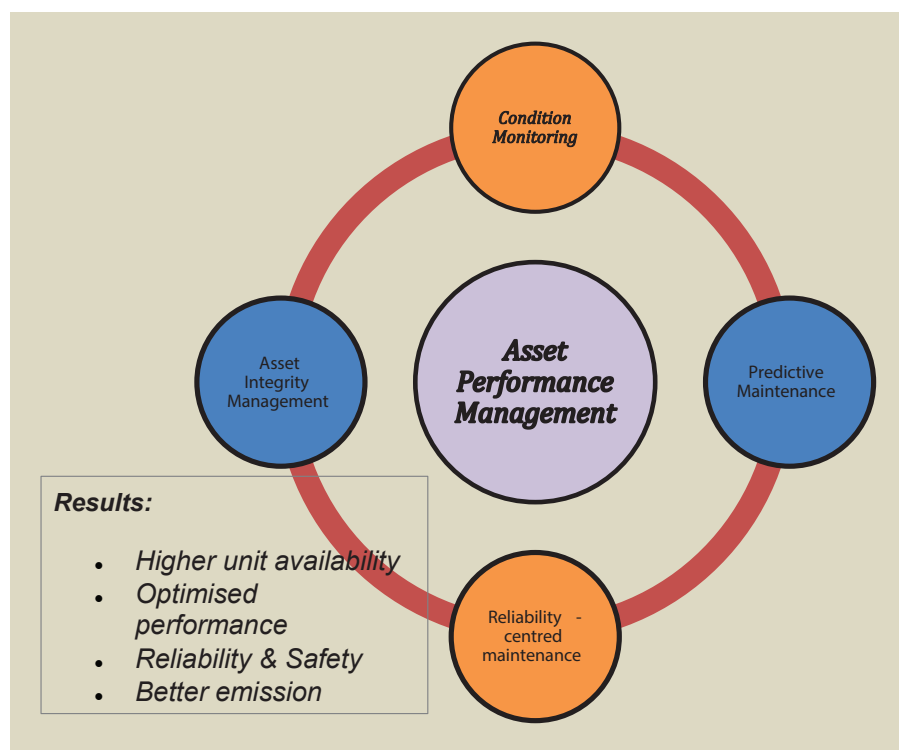 Condition
Monitoring
Asset
Integrity
Management
Asset
Performance
Management
Predictive
Maintenance
Results:
• Higher unit availability
• Optimised
performance
• Reliability & Safety
• Better emission
Reliability -
centred
maintenance